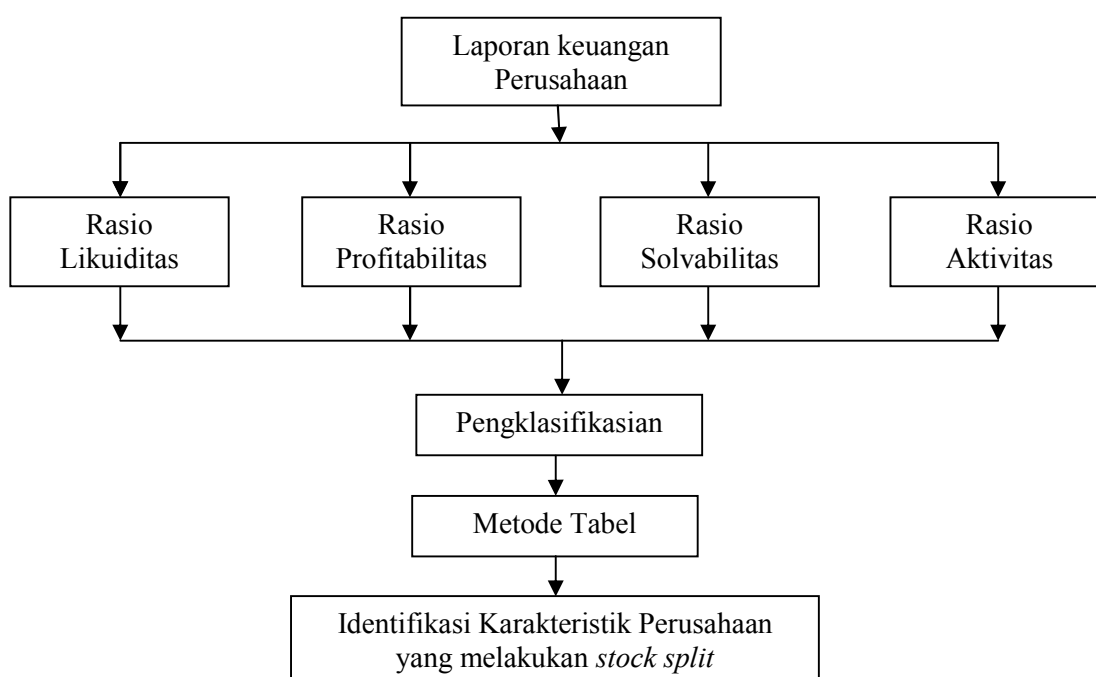 Laporan keuangan
Perusahaan
Rasio
Likuiditas
Rasio
Profitabilitas
Rasio
Solvabilitas
Rasio
Aktivitas
Pengklasifikasian
Metode Tabel
Identifikasi Karakteristik Perusahaan
yang melakukan stock split